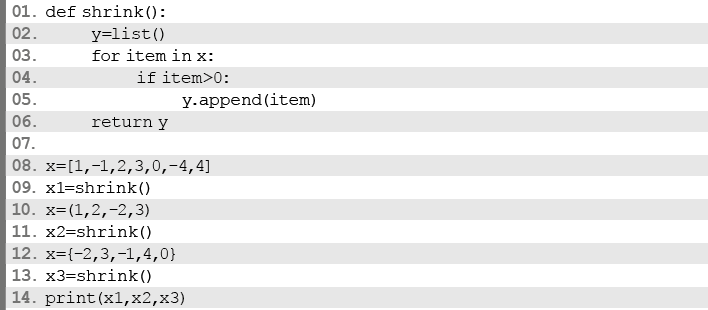 01. def shrink():
02.     y=list()
03.     for item in x:
04.         if item>0:
05.             y.append(item)
06.     return y
07.
08. x=[1,-1,2,3,0,-4,4]
09. x1=shrink()
10. x=(1,2,-2,3)
11. x2=shrink()
12. x={-2,3,-1,4,0}
13. x3=shrink()
14. print(x1,x2,x3)